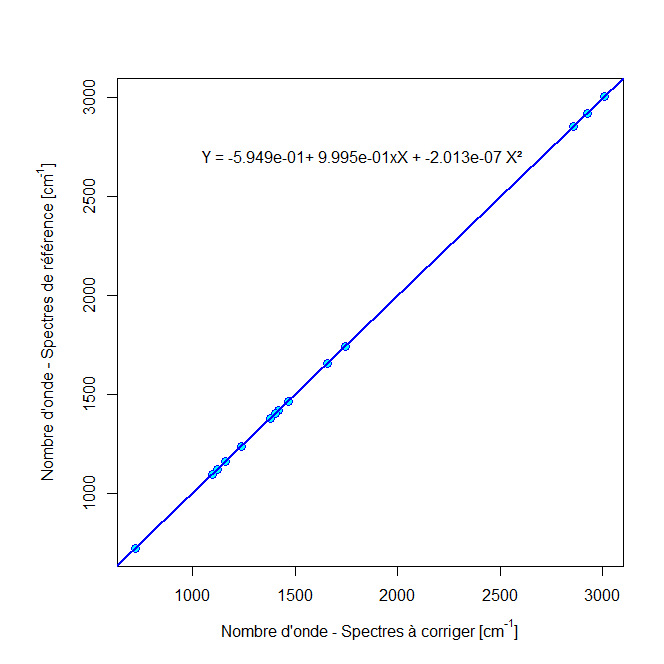 Y = -5.949e-01+ 9.995e-01xX + -2.013e-07 X²
3000
2500
2000
1500
1000
Nombre d'onde - Spectres de référence [cm⁻¹]
1000 1500 2000 2500 3000
Nombre d'onde - Spectres à corriger [cm⁻¹]